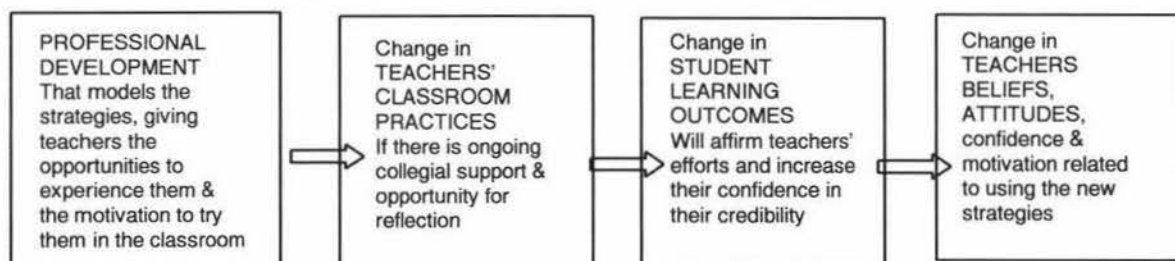 PROFESSIONAL
DEVELOPMENT
That models the
strategies, giving
teachers the
opportunities to
experience them &
the motivation to try
them in the classroom
Change in
TEACHERS'
CLASSROOM
PRACTICES
If there is ongoing
collegial support &
opportunity for
reflection
Change in
STUDENT
LEARNING
OUTCOMES
Will affirm teachers'
efforts and increase
their confidence in
their credibility
Change in
TEACHERS
BELIEFS,
ATTITUDES,
confidence &
motivation related
to using the new
strategies